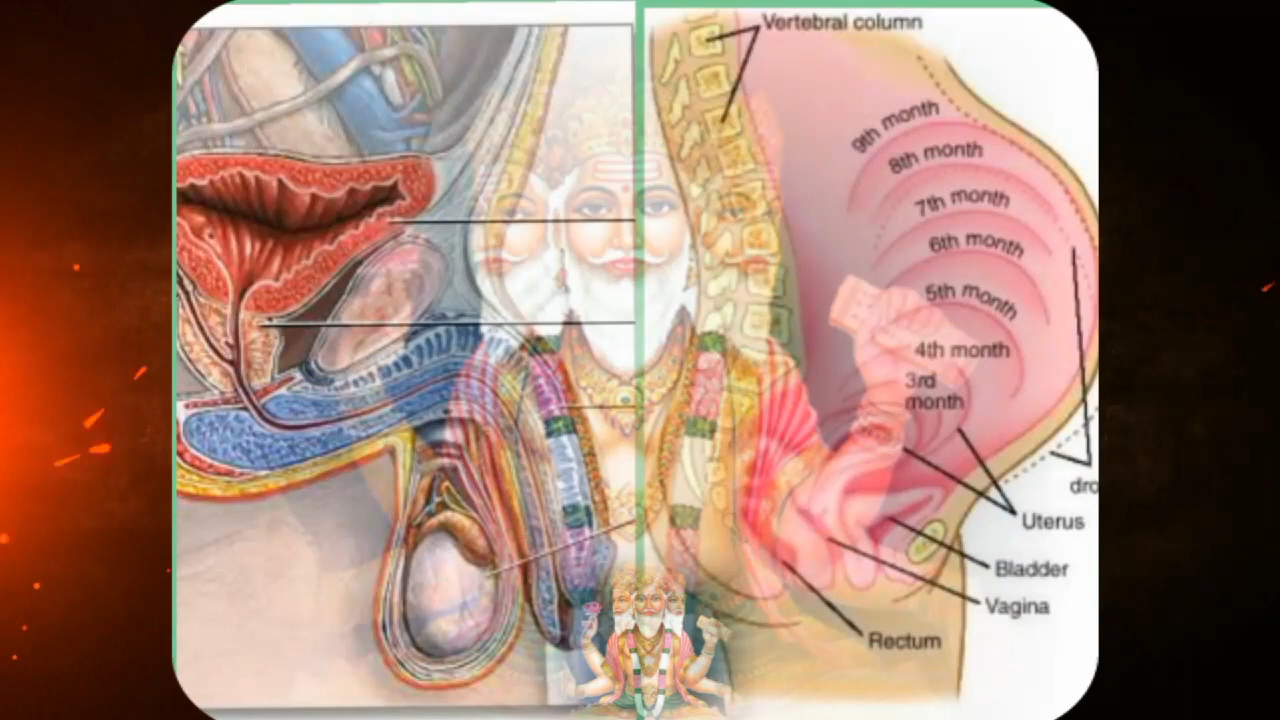 Vertebral column
9th month
8th month
7th month
6th month
5th month
4th month
3rd
month
dro
Uterus
Bladder
Vagina
Rectum